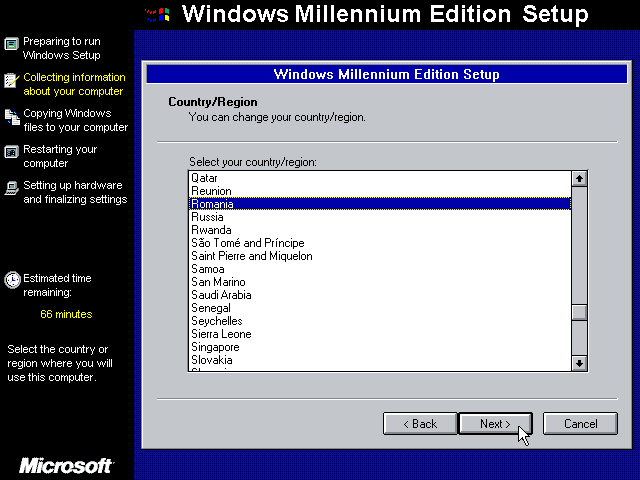 Windows Millennium Edition Setup
Preparing to run
Windows Setup
Collecting information
about your computer
Copying Windows
files to your computer
Restarting your
computer
Setting up hardware
and finalizing settings
Estimated time
remaining:
66 minutes
Select the country or
region where you will
use this computer.
Microsoft
Windows Millennium Edition Setup
Country/Region
You can change your country/region.
Select your country/region:
Qatar
Reunion
Romania
Russia
Rwanda
São Tomé and Príncipe
Saint Pierre and Miquelon
Samoa
San Marino
Saudi Arabia
Senegal
Seychelles
Sierra Leone
Singapore
Slovakia
< Back
Next >
Cancel